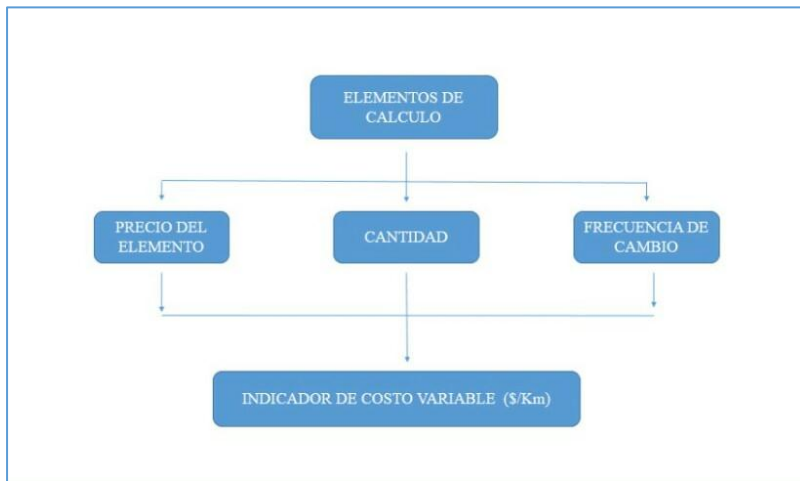 ELEMENTOS DE
CALCULO
PRECIO DEL
ELEMENTO
CANTIDAD
FRECUENCIA DE
CAMBIO
INDICADOR DE COSTO VARIABLE ($/Km)